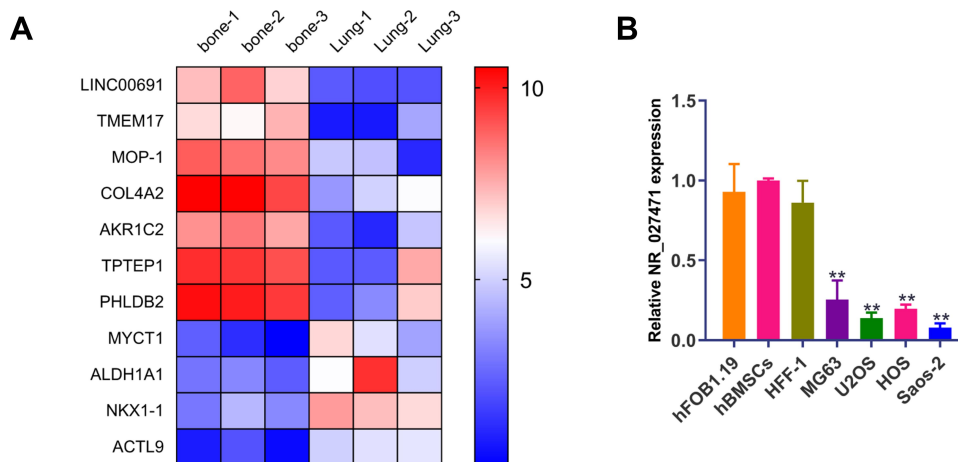 A
bone-1 bone-2 bone-3 Lung-1 Lung-2 Lung-3
LINC00691
TMEM17
MOP-1
COL4A2
AKR1C2
TPTEP1
PHLDB2
MYCT1
ALDH1A1
NKX1-1
ACTL9
10
5
B
Relative NR_027471 expression
1.5
1.0
0.5
0.0
** ** ** **
hFOB1.19 hBMSCs HFF-1 MG63 U2OS HOS Saos-2